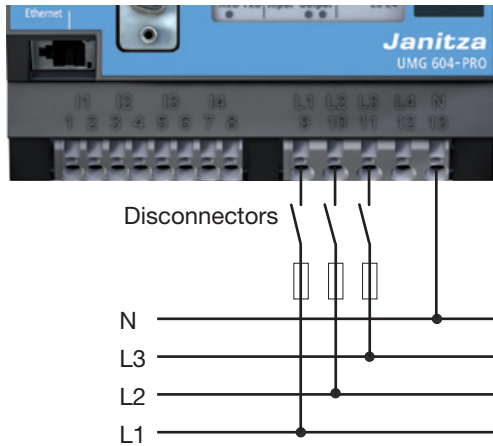 Ethernet
Janitza
UMG 604-PRO
I1 I2 I3 I4 L1 L2 L3 L4 N
1 2 3 4 5 6 7 8 9 10 11 12 13
Disconnectors
N
L3
L2
L1